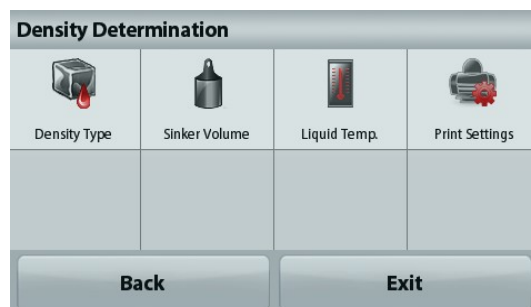 Density Determination
Density Type
Sinker Volume
Liquid Temp.
Print Settings
Back
Exit